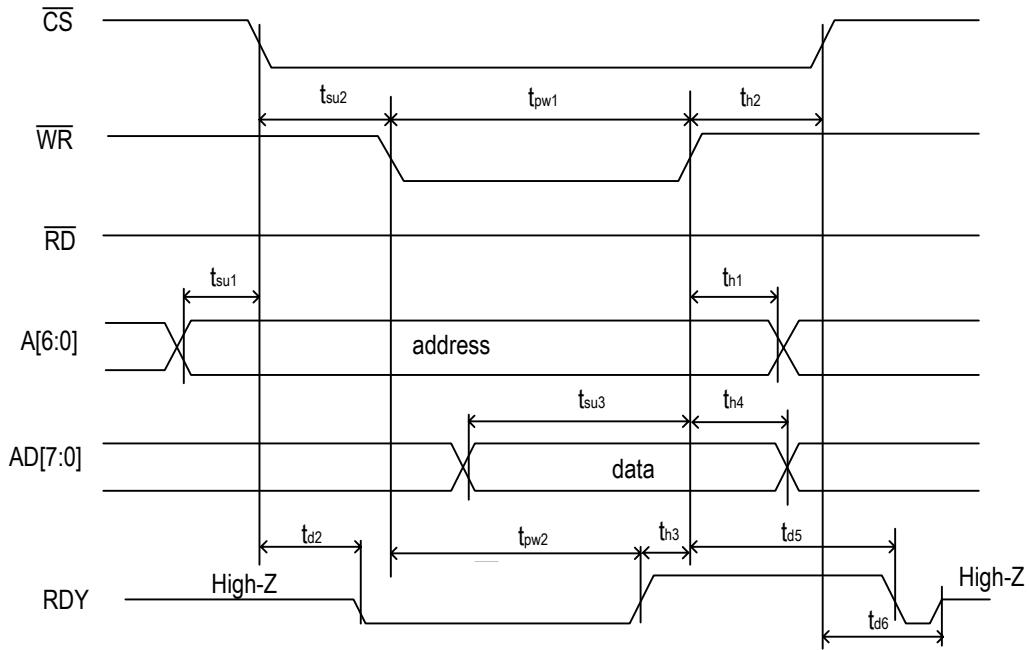 CS
tsu2 tpw1 th2
WR
RD
tsu1 th1
A[6:0] address
tsu3 th4
AD[7:0] data
td2 tpw2 th3 td5
RDY High-Z High-Z
td6